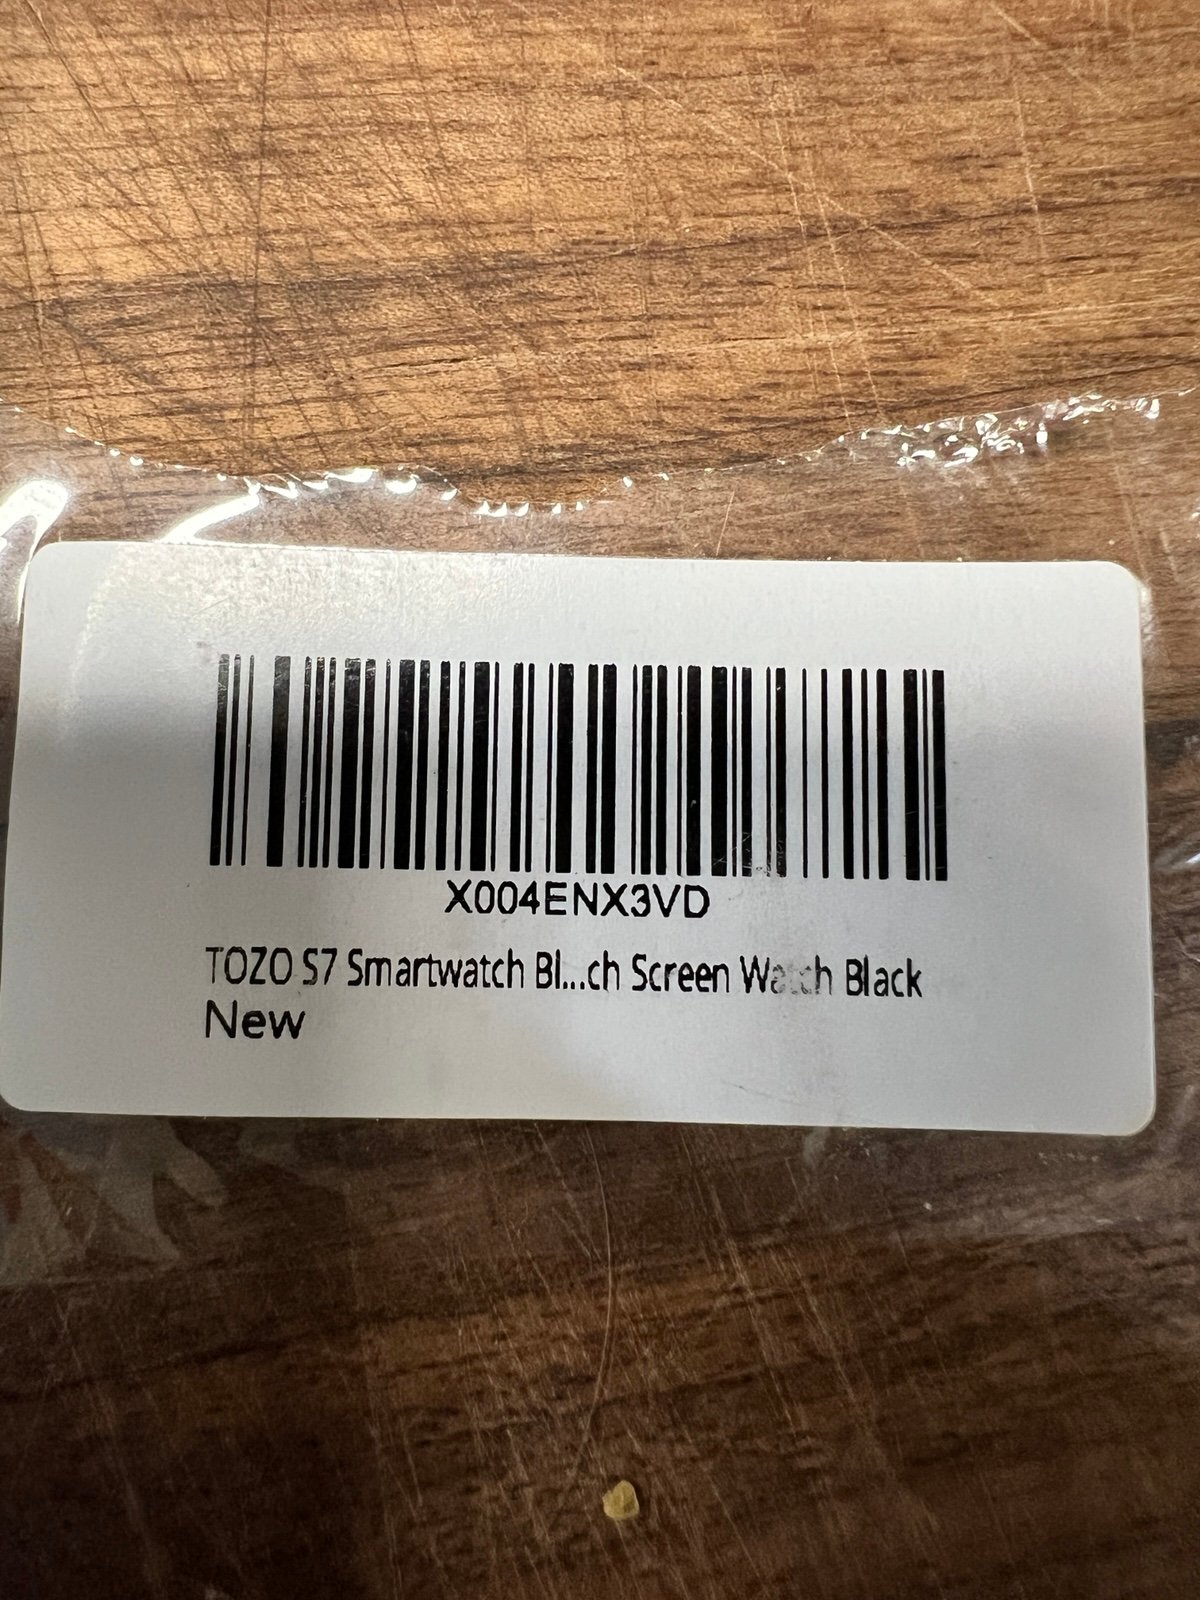 X004ENX3VD
TOZO S7 Smartwatch Bl...ch Screen Watch Black
New